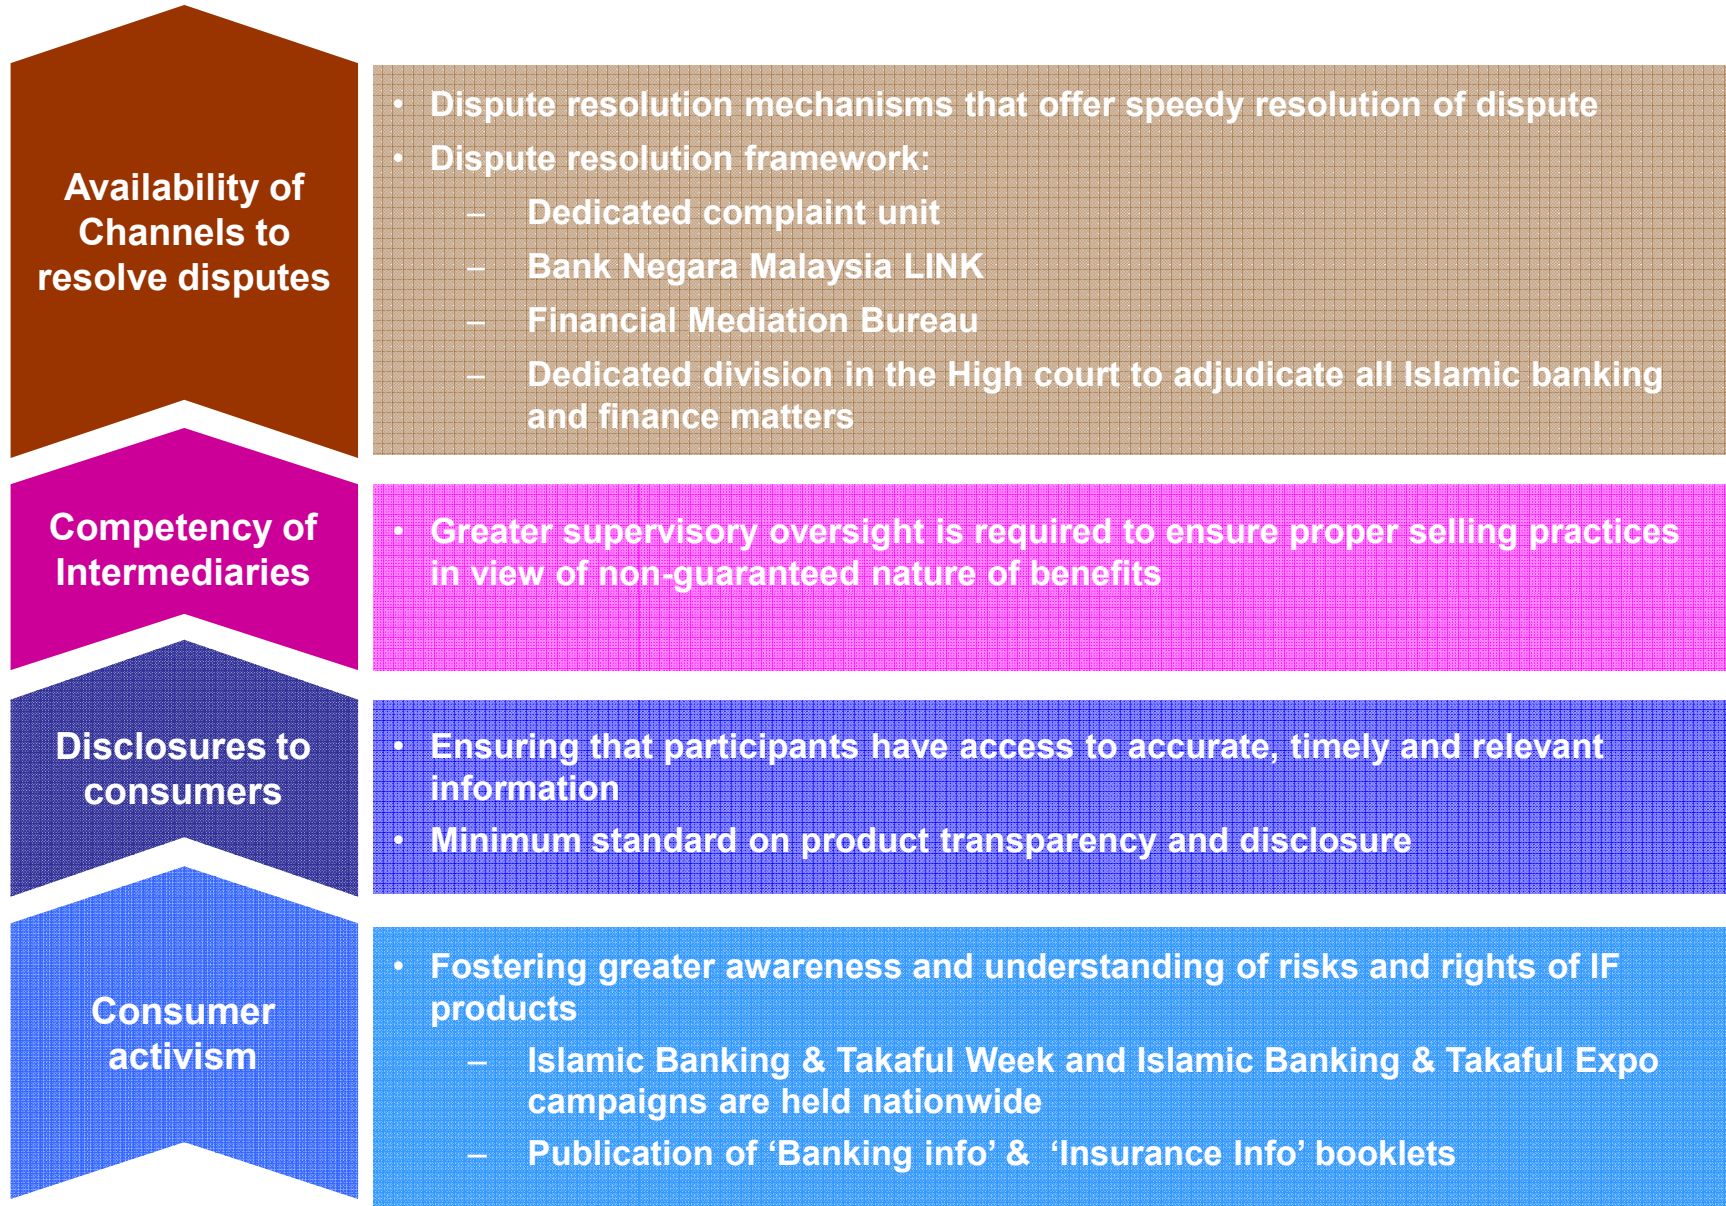 Availability of
Channels to
resolve disputes
• Dispute resolution mechanisms that offer speedy resolution of dispute
• Dispute resolution framework:
– Dedicated complaint unit
– Bank Negara Malaysia LINK
– Financial Mediation Bureau
– Dedicated division in the High court to adjudicate all Islamic banking
and finance matters
Competency of
Intermediaries
• Greater supervisory oversight is required to ensure proper selling practices
in view of non-guaranteed nature of benefits
Disclosures to
consumers
• Ensuring that participants have access to accurate, timely and relevant
information
• Minimum standard on product transparency and disclosure
Consumer
activism
• Fostering greater awareness and understanding of risks and rights of IF
products
– Islamic Banking & Takaful Week and Islamic Banking & Takaful Expo
campaigns are held nationwide
– Publication of ‘Banking info’ & ‘Insurance Info’ booklets